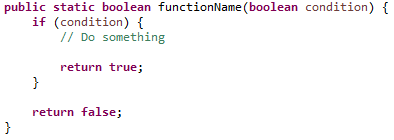 public static boolean functionName(boolean condition) {
    if (condition) {
        // Do something

        return true;
    }

    return false;
}